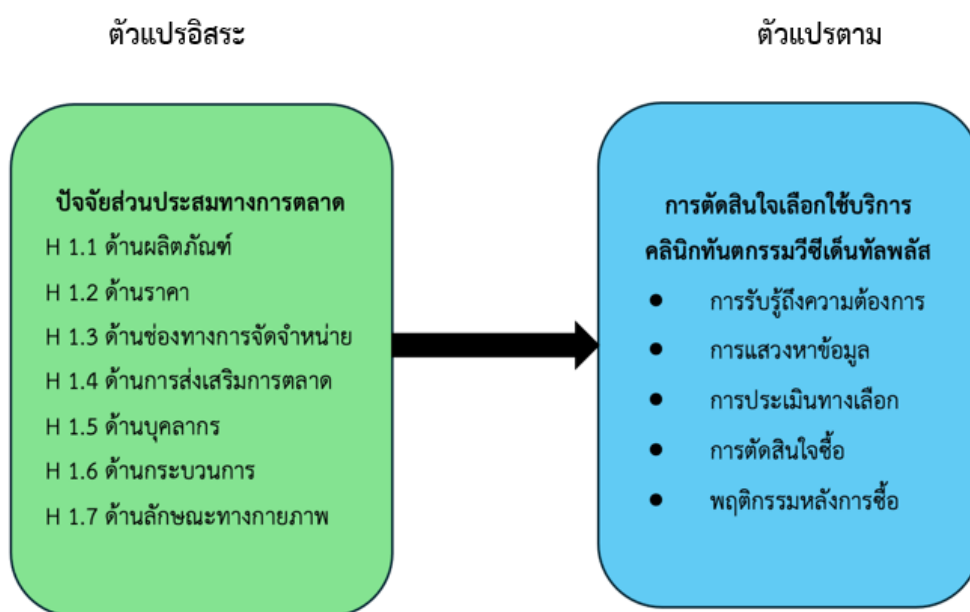 ตัวแปรอิสระ
ตัวแปรตาม
ปัจจัยส่วนประสมทางการตลาด
H 1.1 ด้านผลิตภัณฑ์
H 1.2 ด้านราคา
H 1.3 ด้านช่องทางการจัดจำหน่าย
H 1.4 ด้านการส่งเสริมการตลาด
H 1.5 ด้านบุคลากร
H 1.6 ด้านกระบวนการ
H 1.7 ด้านลักษณะทางกายภาพ
การตัดสินใจเลือกใช้บริการ
คลินิกทันตกรรมวีซีเด็นทัลพลัส
● การรับรู้ถึงความต้องการ
● การแสวงหาข้อมูล
● การประเมินทางเลือก
● การตัดสินใจซื้อ
● พฤติกรรมหลังการซื้อ